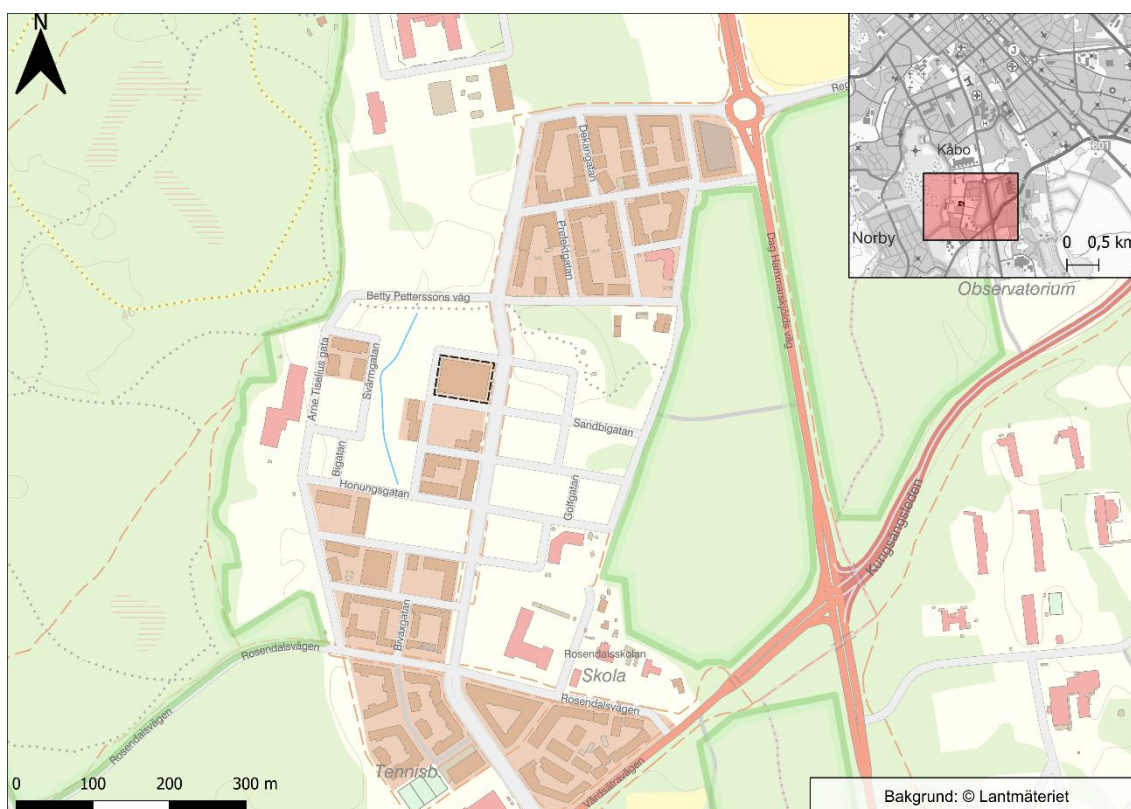 N
Reg
J
H
Kåbo
601
Norby
0 0,5 km
Observatorium
Dekangatan
Prefektgatan
Dag Hammarskjölds väg
Betty Petterssons väg
Arne Tiselius gata
Svärmgatan
Bigatan
Sandbigatan
Golfgatan
Honungsgatan
Kungsängsleden
Bivaxgatan
Rosendalsvägen
Rosendalsskolan
Skola
Rosendalsvägen
Rosendalsvägen
Vårdsätravägen
Tennisb.
0 100 200 300 m
Bakgrund: © Lantmäteriet